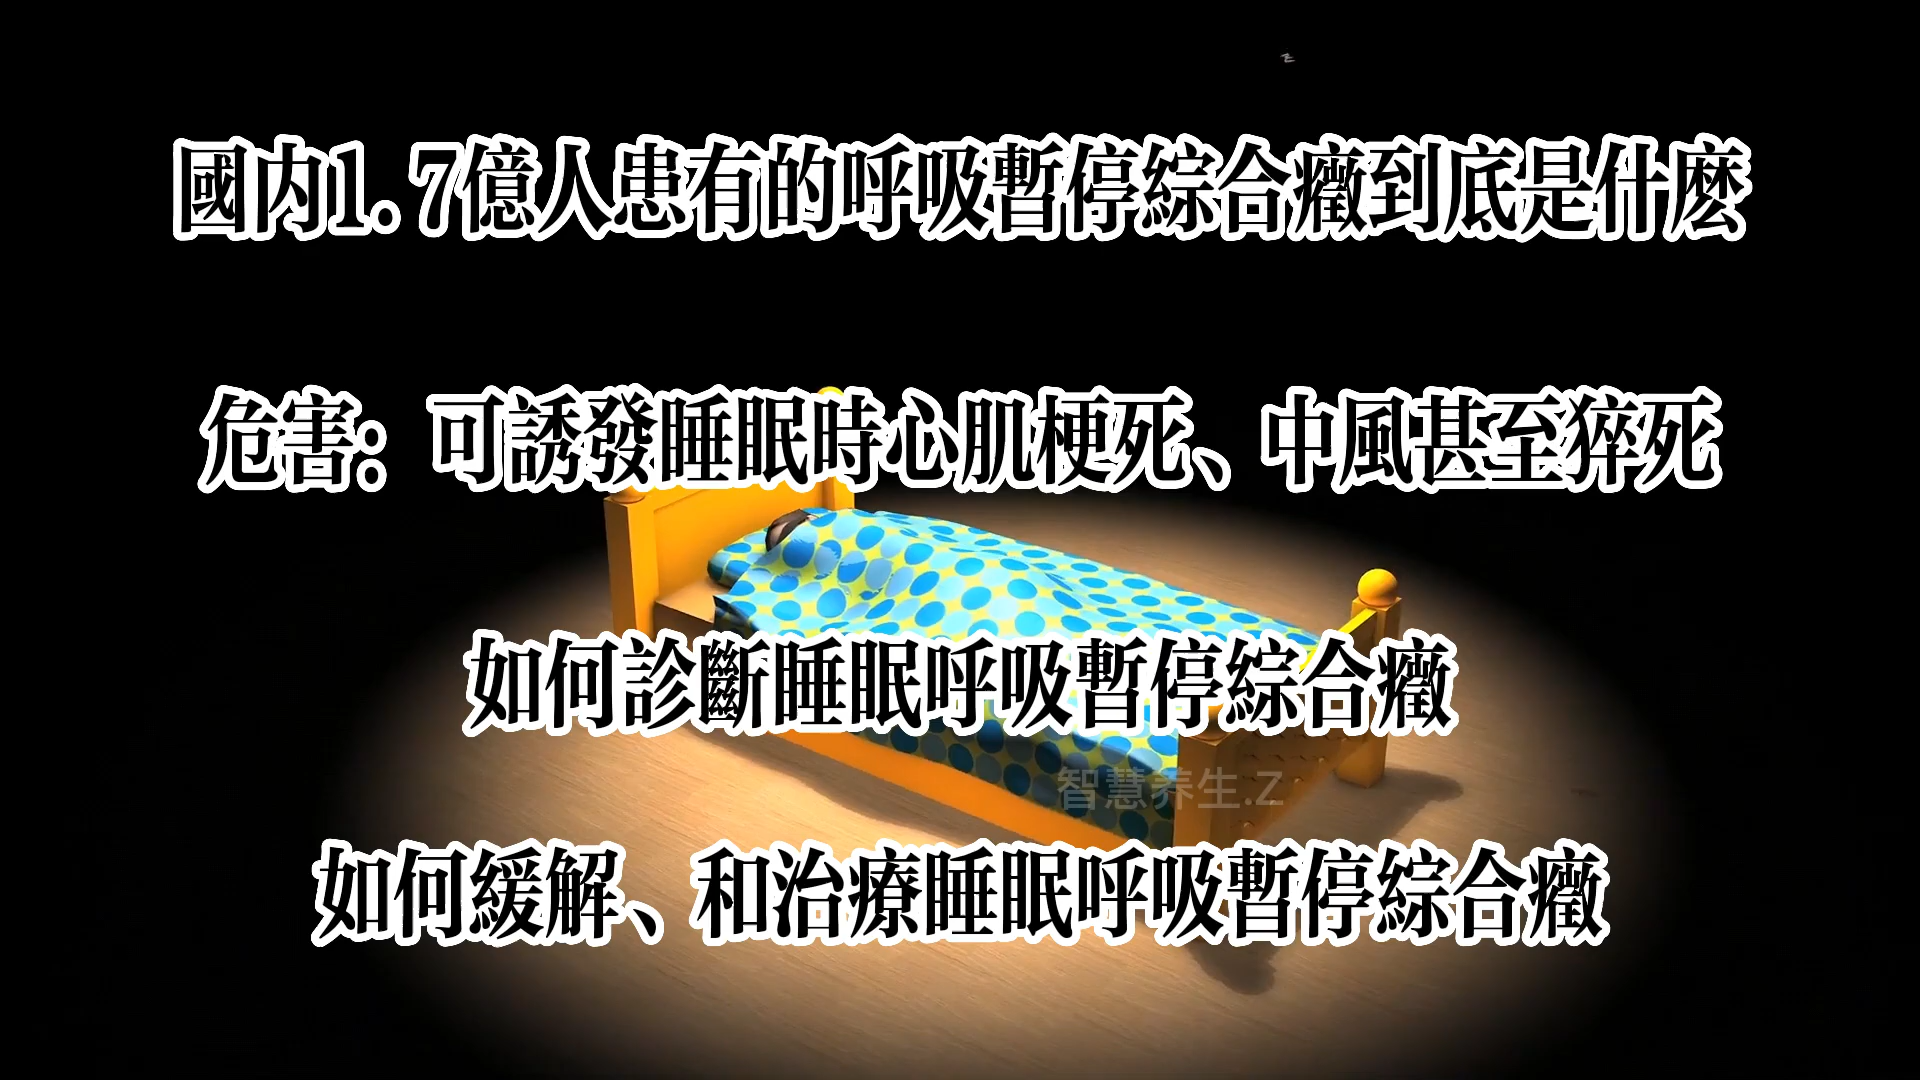 z
國内1.7億人患有的呼吸暫停綜合癥到底是什麽
危害：可誘發睡眠時心肌梗死、中風甚至猝死
如何診斷睡眠呼吸暫停綜合癥
智慧养生.Z
如何緩解、和治療睡眠呼吸暫停綜合癥